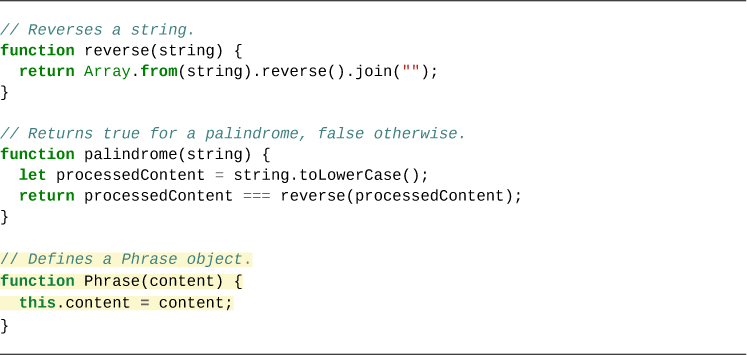 // Reverses a string.
function reverse(string) {
  return Array.from(string).reverse().join("");
}
// Returns true for a palindrome, false otherwise.
function palindrome(string) {
  let processedContent = string.toLowerCase();
  return processedContent === reverse(processedContent);
}
// Defines a Phrase object.
function Phrase(content) {
  this.content = content;
}